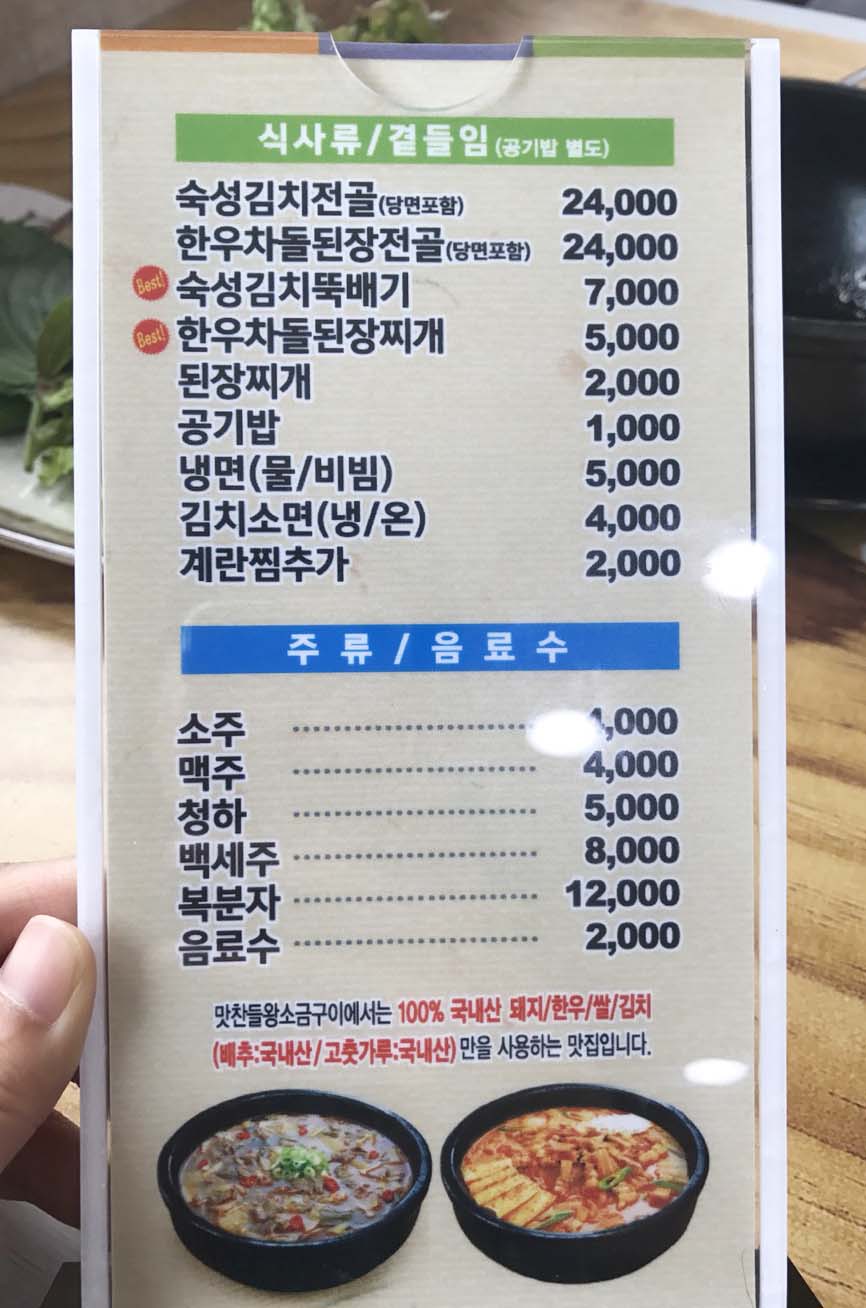 식사류/곁들임(공기밥 별도)
숙성김치전골(당면포함) 24,000
한우차돌된장전골(당면포함) 24,000
Best! 숙성김치뚝배기 7,000
Best! 한우차돌된장찌개 5,000
된장찌개 2,000
공기밥 1,000
냉면(물/비빔) 5,000
김치소면(냉/온) 4,000
계란찜추가 2,000
주류/음료수
소주 4,000
맥주 4,000
청하 5,000
백세주 8,000
복분자 12,000
음료수 2,000
맛찬들왕소금구이에서는 100% 국내산 돼지/한우/쌀/김치
(배추:국내산/고춧가루:국내산)만을 사용하는 맛집입니다.